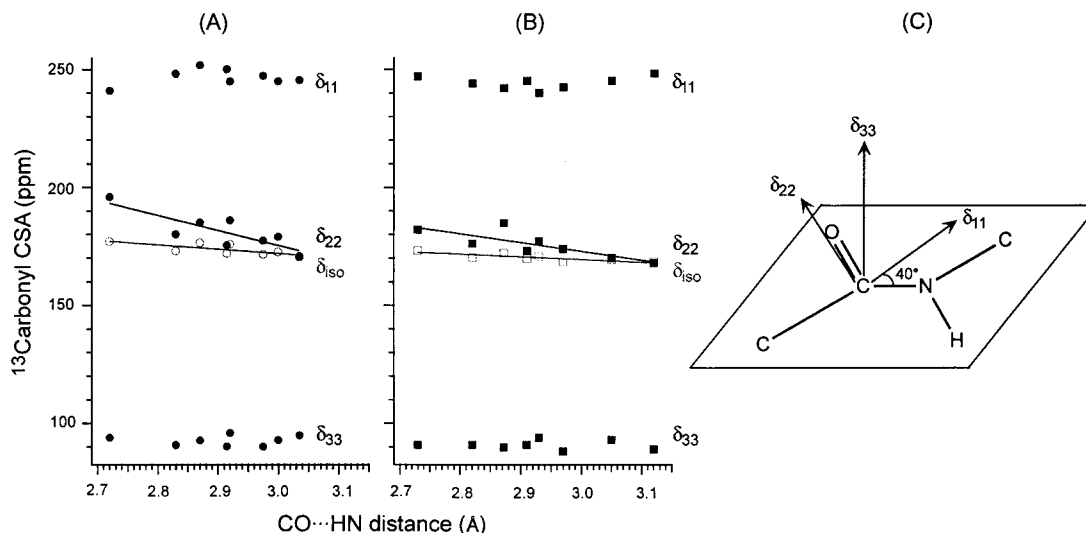 (A)
(B)
(C)
¹³Carbonyl CSA (ppm)
250
200
150
100
δ₁₁
δ₂₂
δᵢₛₒ
δ₃₃
2.7 2.8 2.9 3.0 3.1
δ₁₁
δ₂₂
δᵢₛₒ
δ₃₃
2.7 2.8 2.9 3.0 3.1
CO···HN distance (Å)
δ₃₃
δ₂₂
δ₁₁
O
C
40°
C
N
C
H